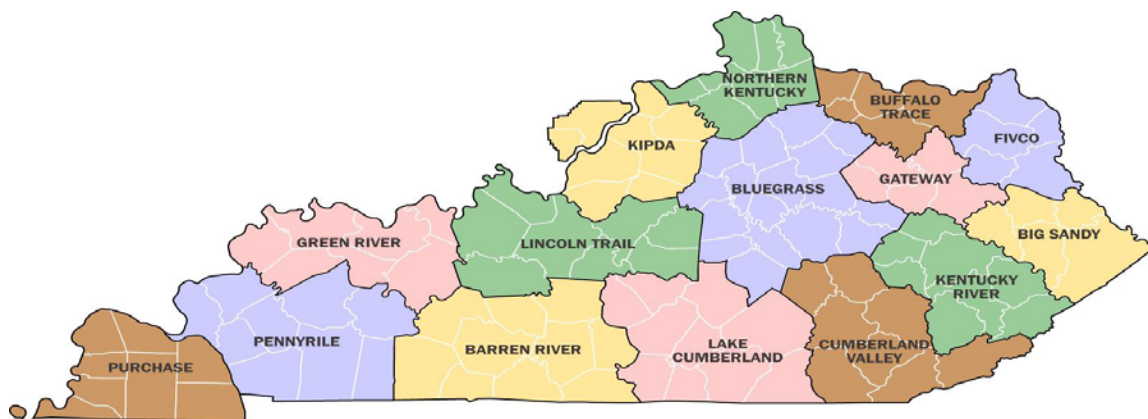 NORTHERN
KENTUCKY
BUFFALO
TRACE
FIVCO
KIPDA
GATEWAY
BLUEGRASS
BIG SANDY
GREEN RIVER
LINCOLN TRAIL
KENTUCKY
RIVER
PENNYRILE
BARREN RIVER
LAKE
CUMBERLAND
CUMBERLAND
VALLEY
PURCHASE